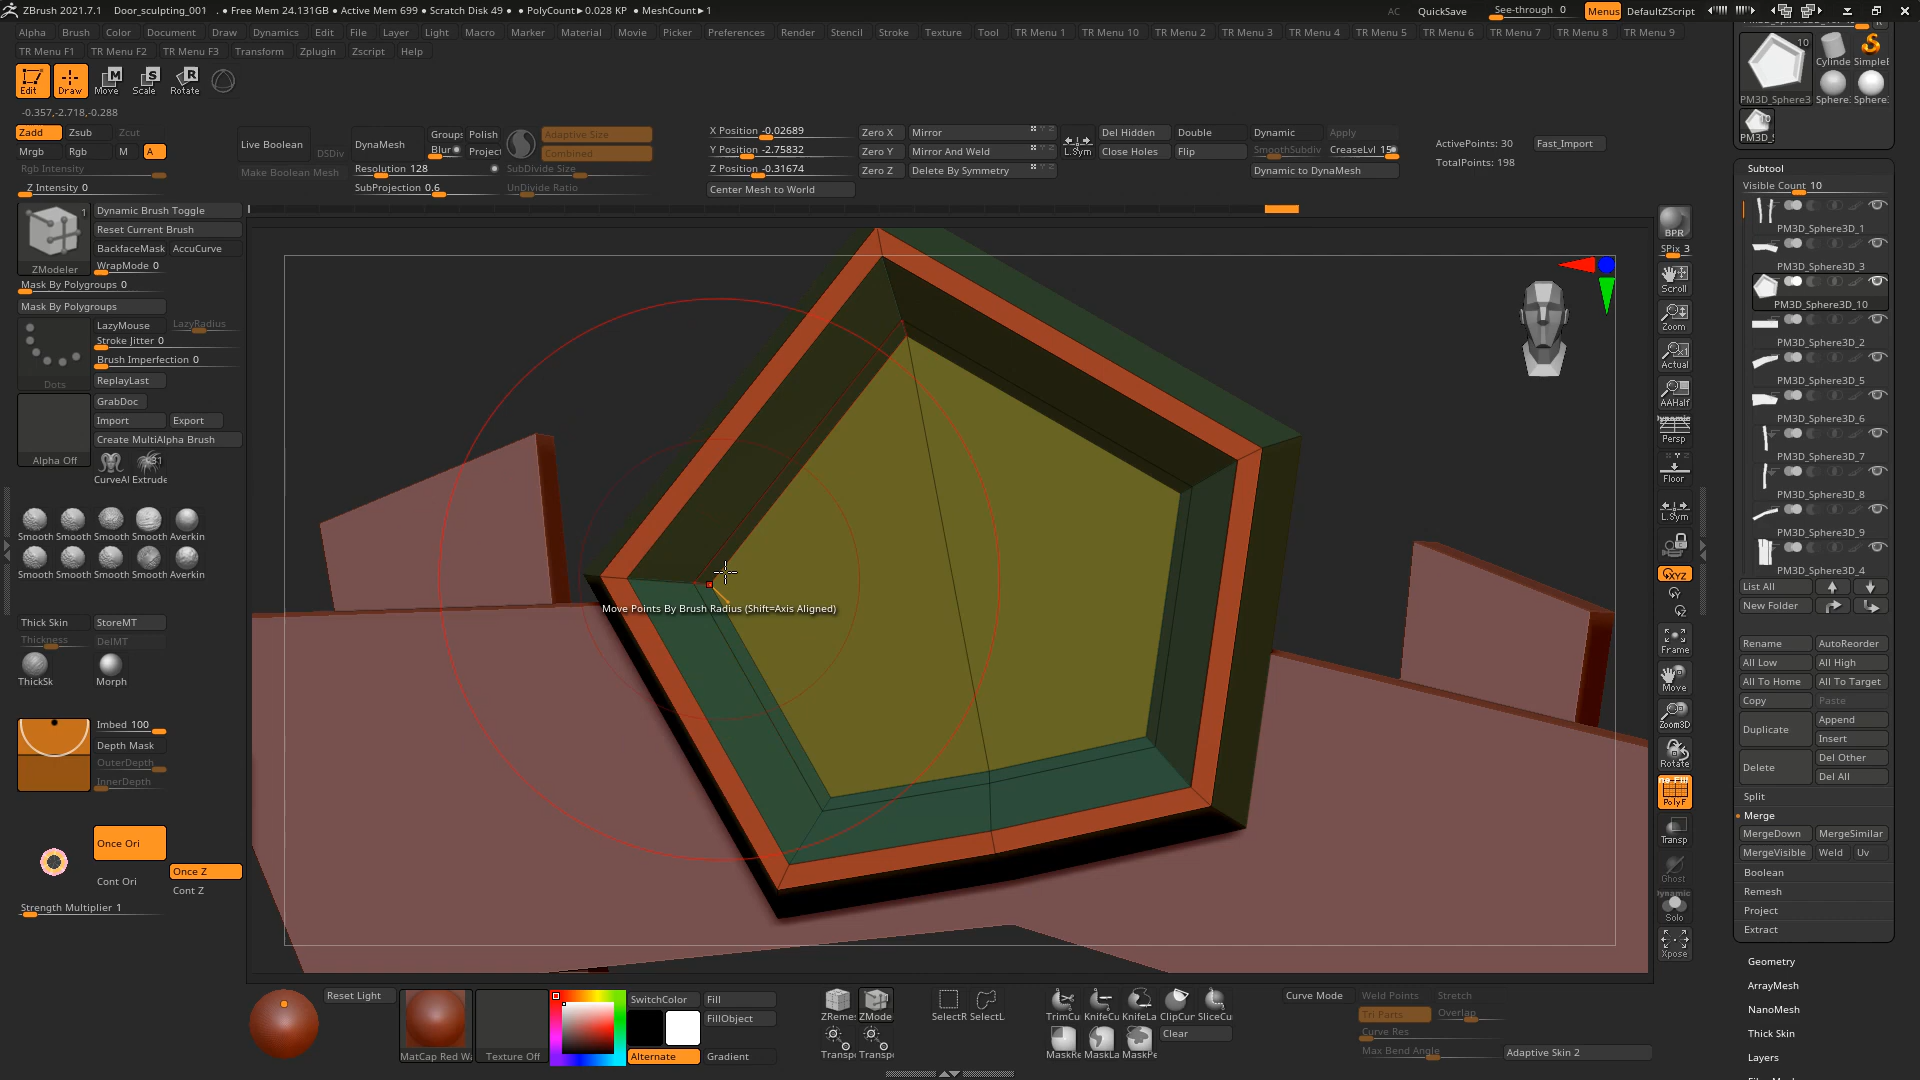 ZBrush 2021.7.1 Door_sculpting_001 . • Free Mem 24.131GB • Active Mem 699 • Scratch Disk 49 • • PolyCount▸0.028 KP • MeshCount▸1
AC QuickSave See-through 0 Menus DefaultZScript
Alpha Brush Color Document Draw Dynamics Edit File Layer Light Macro Marker Material Movie Picker Preferences Render Stencil Stroke Texture Tool TR Menu 1 TR Menu 10 TR Menu 2 TR Menu 3 TR Menu 4 TR Menu 5 TR Menu 6 TR Menu 7 TR Menu 8 TR Menu 9
TR Menu F1 TR Menu F2 TR Menu F3 Transform Zplugin Zscript Help
Edit Draw Move Scale Rotate
-0.357,-2.718,-0.288
Zadd Zsub Zcut
Mrgb Rgb M A
Rgb Intensity
Z Intensity 0
Live Boolean DSDiv
Make Boolean Mesh
DynaMesh Groups Polish
Blur Project
Resolution 128
SubProjection 0.6
Adaptive Size
Combined
SubDivide Size
UnDivide Ratio
X Position -0.02689
Y Position -2.75832
Z Position -0.31674
Center Mesh to World
Zero X Mirror
Zero Y Mirror And Weld
Zero Z Delete By Symmetry
L.Sym
Del Hidden Double
Close Holes Flip
Dynamic Apply
SmoothSubdiv CreaseLvl 15
Dynamic to DynaMesh
ActivePoints: 30
TotalPoints: 198
Fast_Import
1
ZModeler
Dynamic Brush Toggle
Reset Current Brush
BackfaceMask AccuCurve
WrapMode 0
Mask By Polygroups 0
Mask By Polygroups
Dots
LazyMouse LazyRadius
Stroke Jitter 0
Brush Imperfection 0
ReplayLast
Alpha Off
GrabDoc
Import Export
Create MultiAlpha Brush
31
CurveAl Extrude
Smooth Smooth Smooth Smooth Averkin
Smooth Smooth Smooth Smooth Averkin
Thick Skin StoreMT
Thickness DelMT
ThickSk Morph
Imbed 100
Depth Mask
OuterDepth
InnerDepth
Once Ori
Cont Ori
Once Z
Cont Z
Strength Multiplier 1
Move Points By Brush Radius (Shift=Axis Aligned)
BPR
SPix 3
Scroll
Zoom
Actual
AAHalf
Dynamic
Persp
Floor
L.Sym
XYZ
Frame
Move
Zoom3D
Rotate
PolyF
Transp
Ghost
Dynamic
Solo
Xpose
10
PM3D_Sphere3
Cylinde SimpleB
Sphere Sphere
10
PM3D_S
Subtool
Visible Count 10
PM3D_Sphere3D_1
PM3D_Sphere3D_3
PM3D_Sphere3D_10
PM3D_Sphere3D_2
PM3D_Sphere3D_5
PM3D_Sphere3D_6
PM3D_Sphere3D_7
PM3D_Sphere3D_8
PM3D_Sphere3D_9
PM3D_Sphere3D_4
List All
New Folder
Rename AutoReorder
All Low All High
All To Home All To Target
Copy Paste
Duplicate Append
Insert
Delete Del Other
Del All
Split
Merge
MergeDown MergeSimilar
MergeVisible Weld Uv
Boolean
Remesh
Project
Extract
Geometry
ArrayMesh
NanoMesh
Thick Skin
Layers
Reset Light
MatCap Red Wa
Texture Off
SwitchColor Fill
FillObject
Alternate Gradient
ZRemes ZMode
Transpo Transpo
SelectR SelectL
TrimCu KnifeCu KnifeLa ClipCur SliceCu
MaskRe MaskLa MaskPe Clear
Curve Mode Weld Points Stretch
Tri Parts Overlap
Curve Res
Max Bend Angle
Adaptive Skin 2